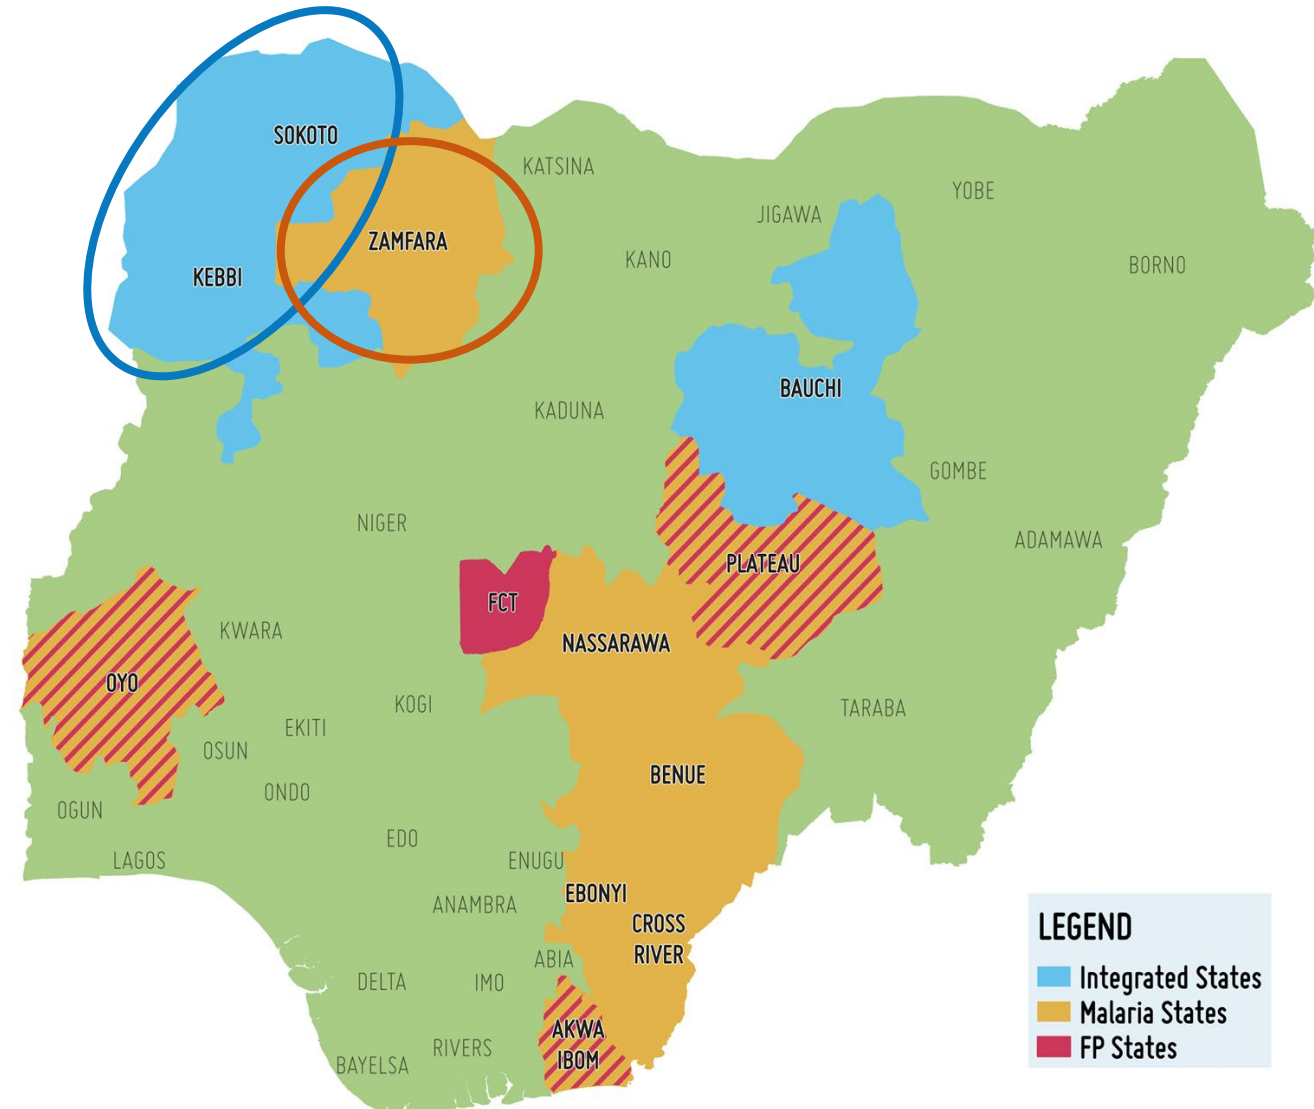 SOKOTO
KATSINA
YOBE
JIGAWA
ZAMFARA
KANO
BORNO
KEBBI
BAUCHI
KADUNA
GOMBE
NIGER
ADAMAWA
PLATEAU
FCT
KWARA
NASSARAWA
OYO
KOGI
TARABA
EKITI
OSUN
BENUE
ONDO
OGUN
EDO
LAGOS
ENUGU
EBONYI
ANAMBRA
CROSS
RIVER
ABIA
DELTA
IMO
AKWA
IBOM
RIVERS
BAYELSA
LEGEND
Integrated States
Malaria States
FP States